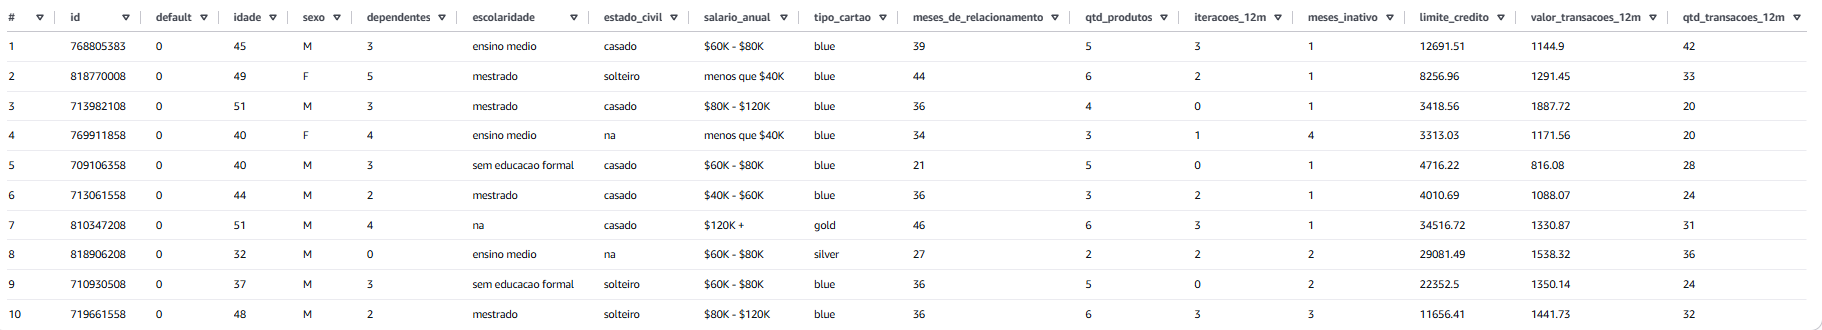 # id default idade sexo dependentes escolaridade estado_civil salario_anual tipo_cartao meses_de_relacionamento qtd_produtos iteracoes_12m meses_inativo limite_credito valor_transacoes_12m qtd_transacoes_12m
1 768805383 0 45 M 3 ensino medio casado $60K - $80K blue 39 5 3 1 12691.51 1144.9 42
2 818770008 0 49 F 5 mestrado solteiro menos que $40K blue 44 6 2 1 8256.96 1291.45 33
3 713982108 0 51 M 3 mestrado casado $80K - $120K blue 36 4 0 1 3418.56 1887.72 20
4 769911858 0 40 F 4 ensino medio na menos que $40K blue 34 3 1 4 3313.03 1171.56 20
5 709106358 0 40 M 3 sem educacao formal casado $60K - $80K blue 21 5 0 1 4716.22 816.08 28
6 713061558 0 44 M 2 mestrado casado $40K - $60K blue 36 3 2 1 4010.69 1088.07 24
7 810347208 0 51 M 4 na casado $120K + gold 46 6 3 1 34516.72 1330.87 31
8 818906208 0 32 M 0 ensino medio na $60K - $80K silver 27 2 2 2 29081.49 1538.32 36
9 710930508 0 37 M 3 sem educacao formal solteiro $60K - $80K blue 36 5 0 2 22352.5 1350.14 24
10 719661558 0 48 M 2 mestrado solteiro $80K - $120K blue 36 6 3 3 11656.41 1441.73 32